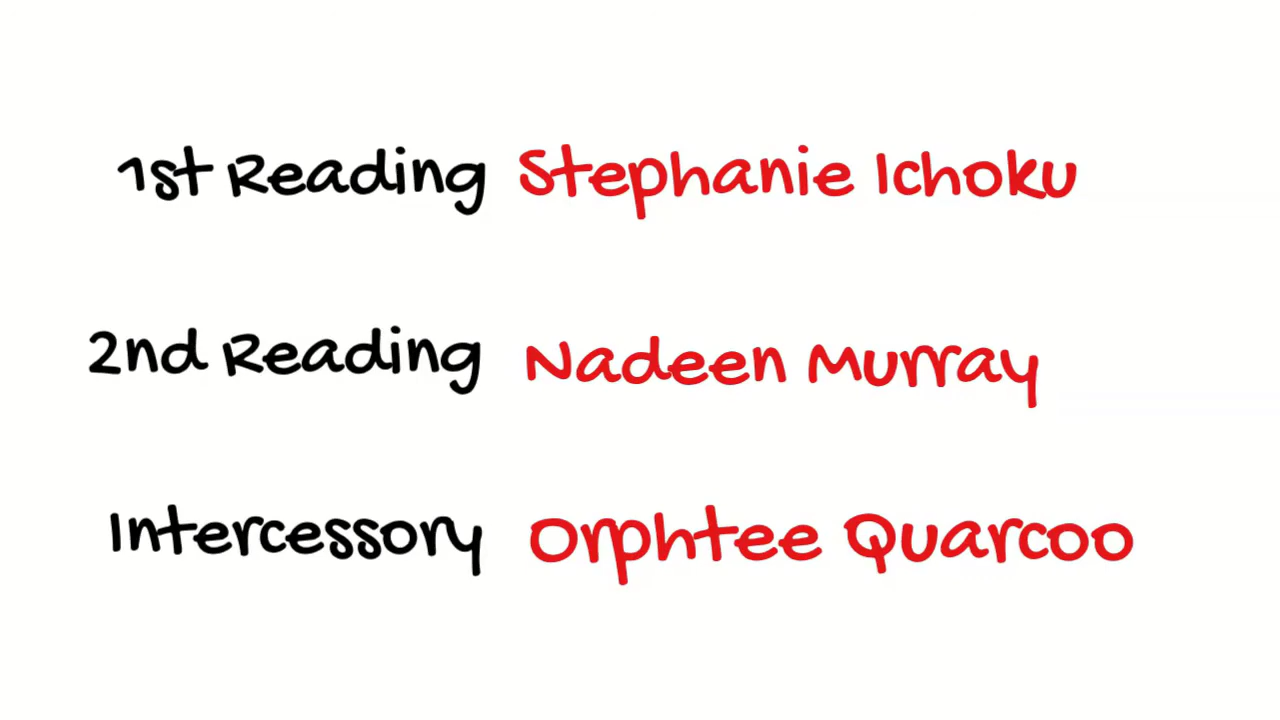 1st Reading Stephanie Ichoku
2nd Reading Nadeen Murray
Intercessory Orphtee Quarcoo